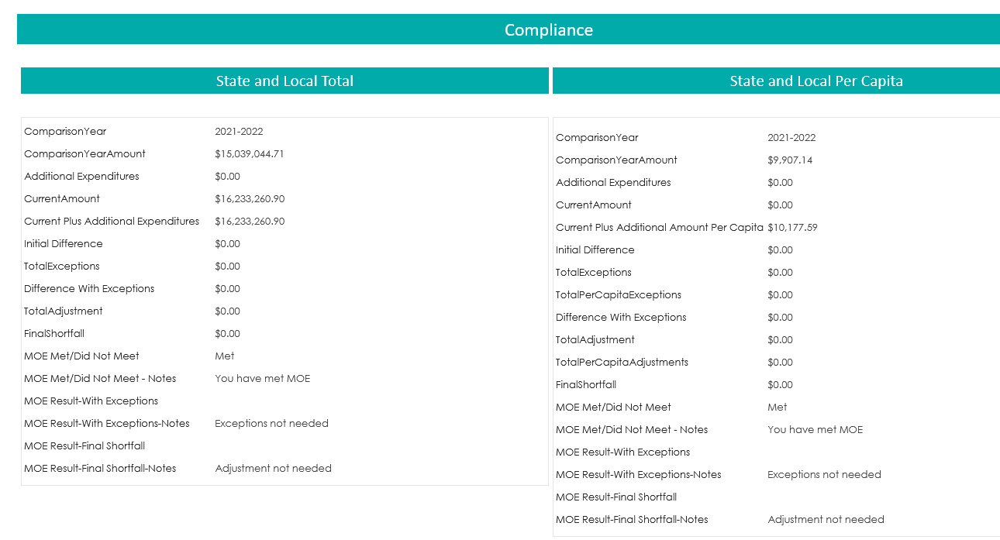 Compliance
State and Local Total
ComparisonYear 2021-2022
ComparisonYearAmount $15,039,044.71
Additional Expenditures $0.00
CurrentAmount $16,233,260.90
Current Plus Additional Expenditures $16,233,260.90
Initial Difference $0.00
TotalExceptions $0.00
Difference With Exceptions $0.00
TotalAdjustment $0.00
FinalShortfall $0.00
MOE Met/Did Not Meet Met
MOE Met/Did Not Meet - Notes You have met MOE
MOE Result-With Exceptions
MOE Result-With Exceptions-Notes Exceptions not needed
MOE Result-Final Shortfall
MOE Result-Final Shortfall-Notes Adjustment not needed
State and Local Per Capita
ComparisonYear 2021-2022
ComparisonYearAmount $9,907.14
Additional Expenditures $0.00
CurrentAmount $0.00
Current Plus Additional Amount Per Capita $10,177.59
Initial Difference $0.00
TotalExceptions $0.00
TotalPerCapitaExceptions $0.00
Difference With Exceptions $0.00
TotalAdjustment $0.00
TotalPerCapitaAdjustments $0.00
FinalShortfall $0.00
MOE Met/Did Not Meet Met
MOE Met/Did Not Meet - Notes You have met MOE
MOE Result-With Exceptions
MOE Result-With Exceptions-Notes Exceptions not needed
MOE Result-Final Shortfall
MOE Result-Final Shortfall-Notes Adjustment not needed